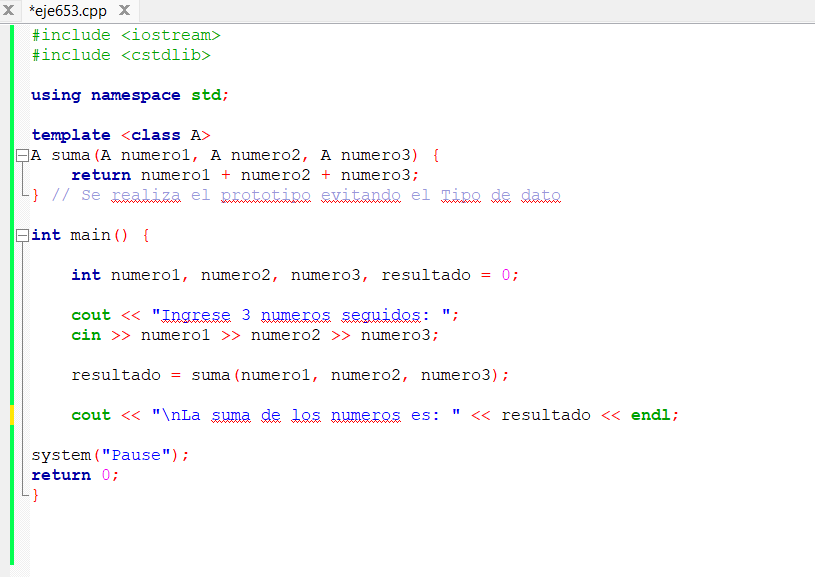 *eje653.cpp
#include <iostream>
#include <cstdlib>
using namespace std;
template <class A>
A suma(A numero1, A numero2, A numero3) {
return numero1 + numero2 + numero3;
} // Se realiza el prototipo evitando el Tipo de dato
int main() {
int numero1, numero2, numero3, resultado = 0;
cout << "Ingrese 3 numeros seguidos: ";
cin >> numero1 >> numero2 >> numero3;
resultado = suma(numero1, numero2, numero3);
cout << "\nLa suma de los numeros es: " << resultado << endl;
system("Pause");
return 0;
}